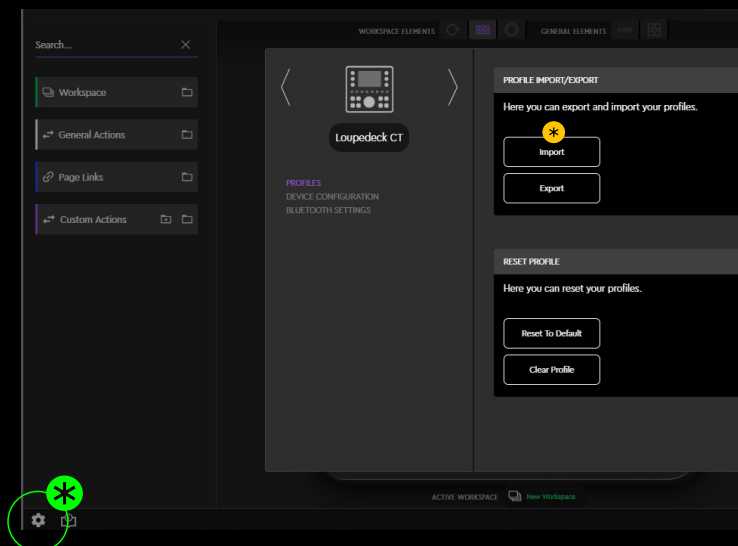 Search...
WORKSPACE ELEMENTS
GENERAL ELEMENTS
Workspace
General Actions
Page Links
Custom Actions
Loupedeck CT
PROFILES
DEVICE CONFIGURATION
BLUETOOTH SETTINGS
PROFILE IMPORT/EXPORT
Here you can export and import your profiles.
Import
Export
RESET PROFILE
Here you can reset your profiles.
Reset To Default
Clear Profile
ACTIVE WORKSPACE New Workspace